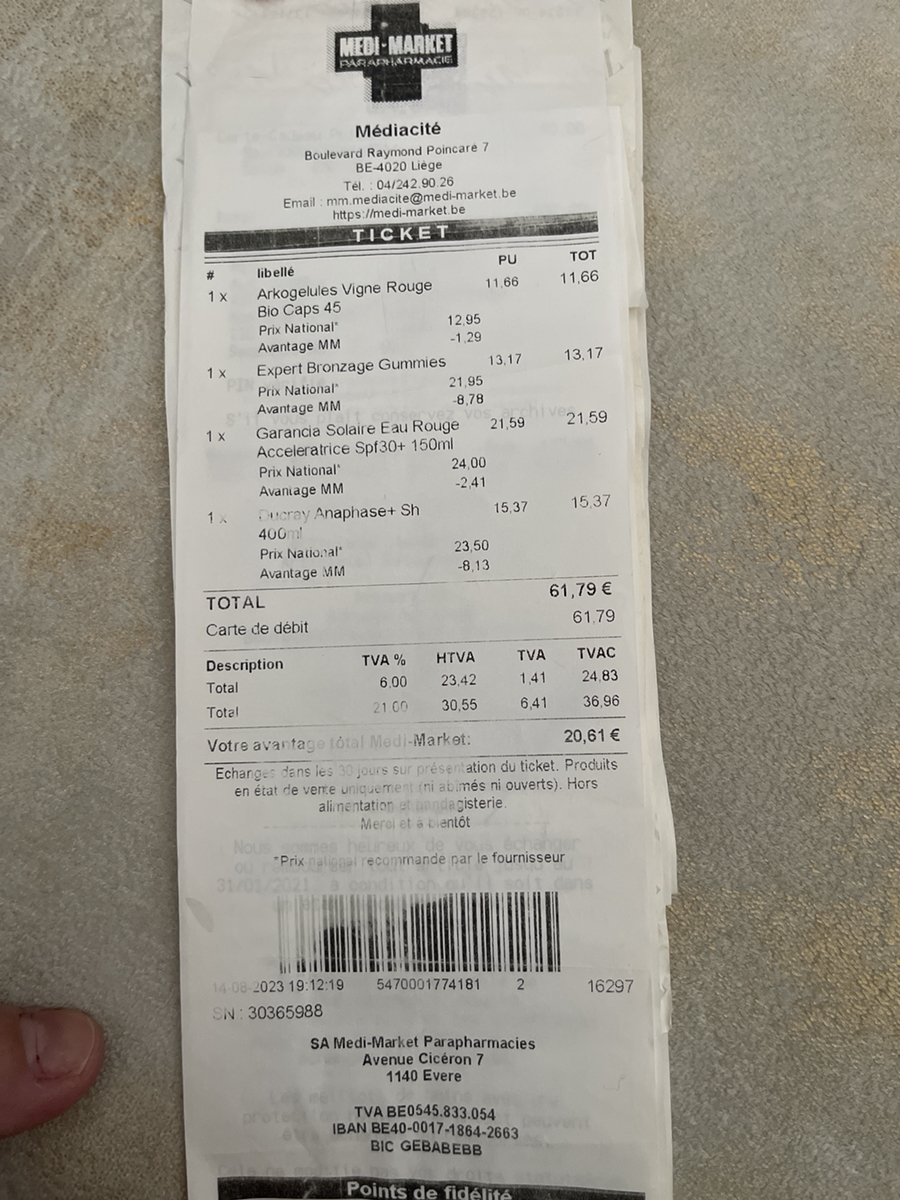 MEDI-MARKET
PARAPHARMACIE
Médiacité
Boulevard Raymond Poincaré 7
BE-4020 Liège
Tél. : 04/242.90.26
Email : mm.mediacite@medi-market.be
https://medi-market.be
TICKET
# libellé PU TOT
1 x Arkogelules Vigne Rouge 11,66 11,66
Bio Caps 45
Prix National* 12,95
Avantage MM -1,29
1 x Expert Bronzage Gummies 13,17 13,17
Prix National* 21,95
Avantage MM -8,78
1 x Garancia Solaire Eau Rouge 21,59 21,59
Acceleratrice Spf30+ 150ml
Prix National* 24,00
Avantage MM -2,41
1 x Ducray Anaphase+ Sh 15,37 15,37
400ml
Prix National* 23,50
Avantage MM -8,13
TOTAL 61,79 €
Carte de débit 61,79
Description TVA % HTVA TVA TVAC
Total 6,00 23,42 1,41 24,83
Total 21,00 30,55 6,41 36,96
Votre avantage total Medi-Market: 20,61 €
Echanges dans les 30 jours sur présentation du ticket. Produits
en état de vente uniquement (ni abîmés ni ouverts). Hors
alimentation et bandagisterie.
Merci et à bientôt
*Prix national recommandé par le fournisseur
14-08-2023 19:12:19 5470001774181 2 16297
SN : 30365988
SA Medi-Market Parapharmacies
Avenue Cicéron 7
1140 Evere
TVA BE0545.833.054
IBAN BE40-0017-1864-2663
BIC GEBABEBB
Points de fidélité